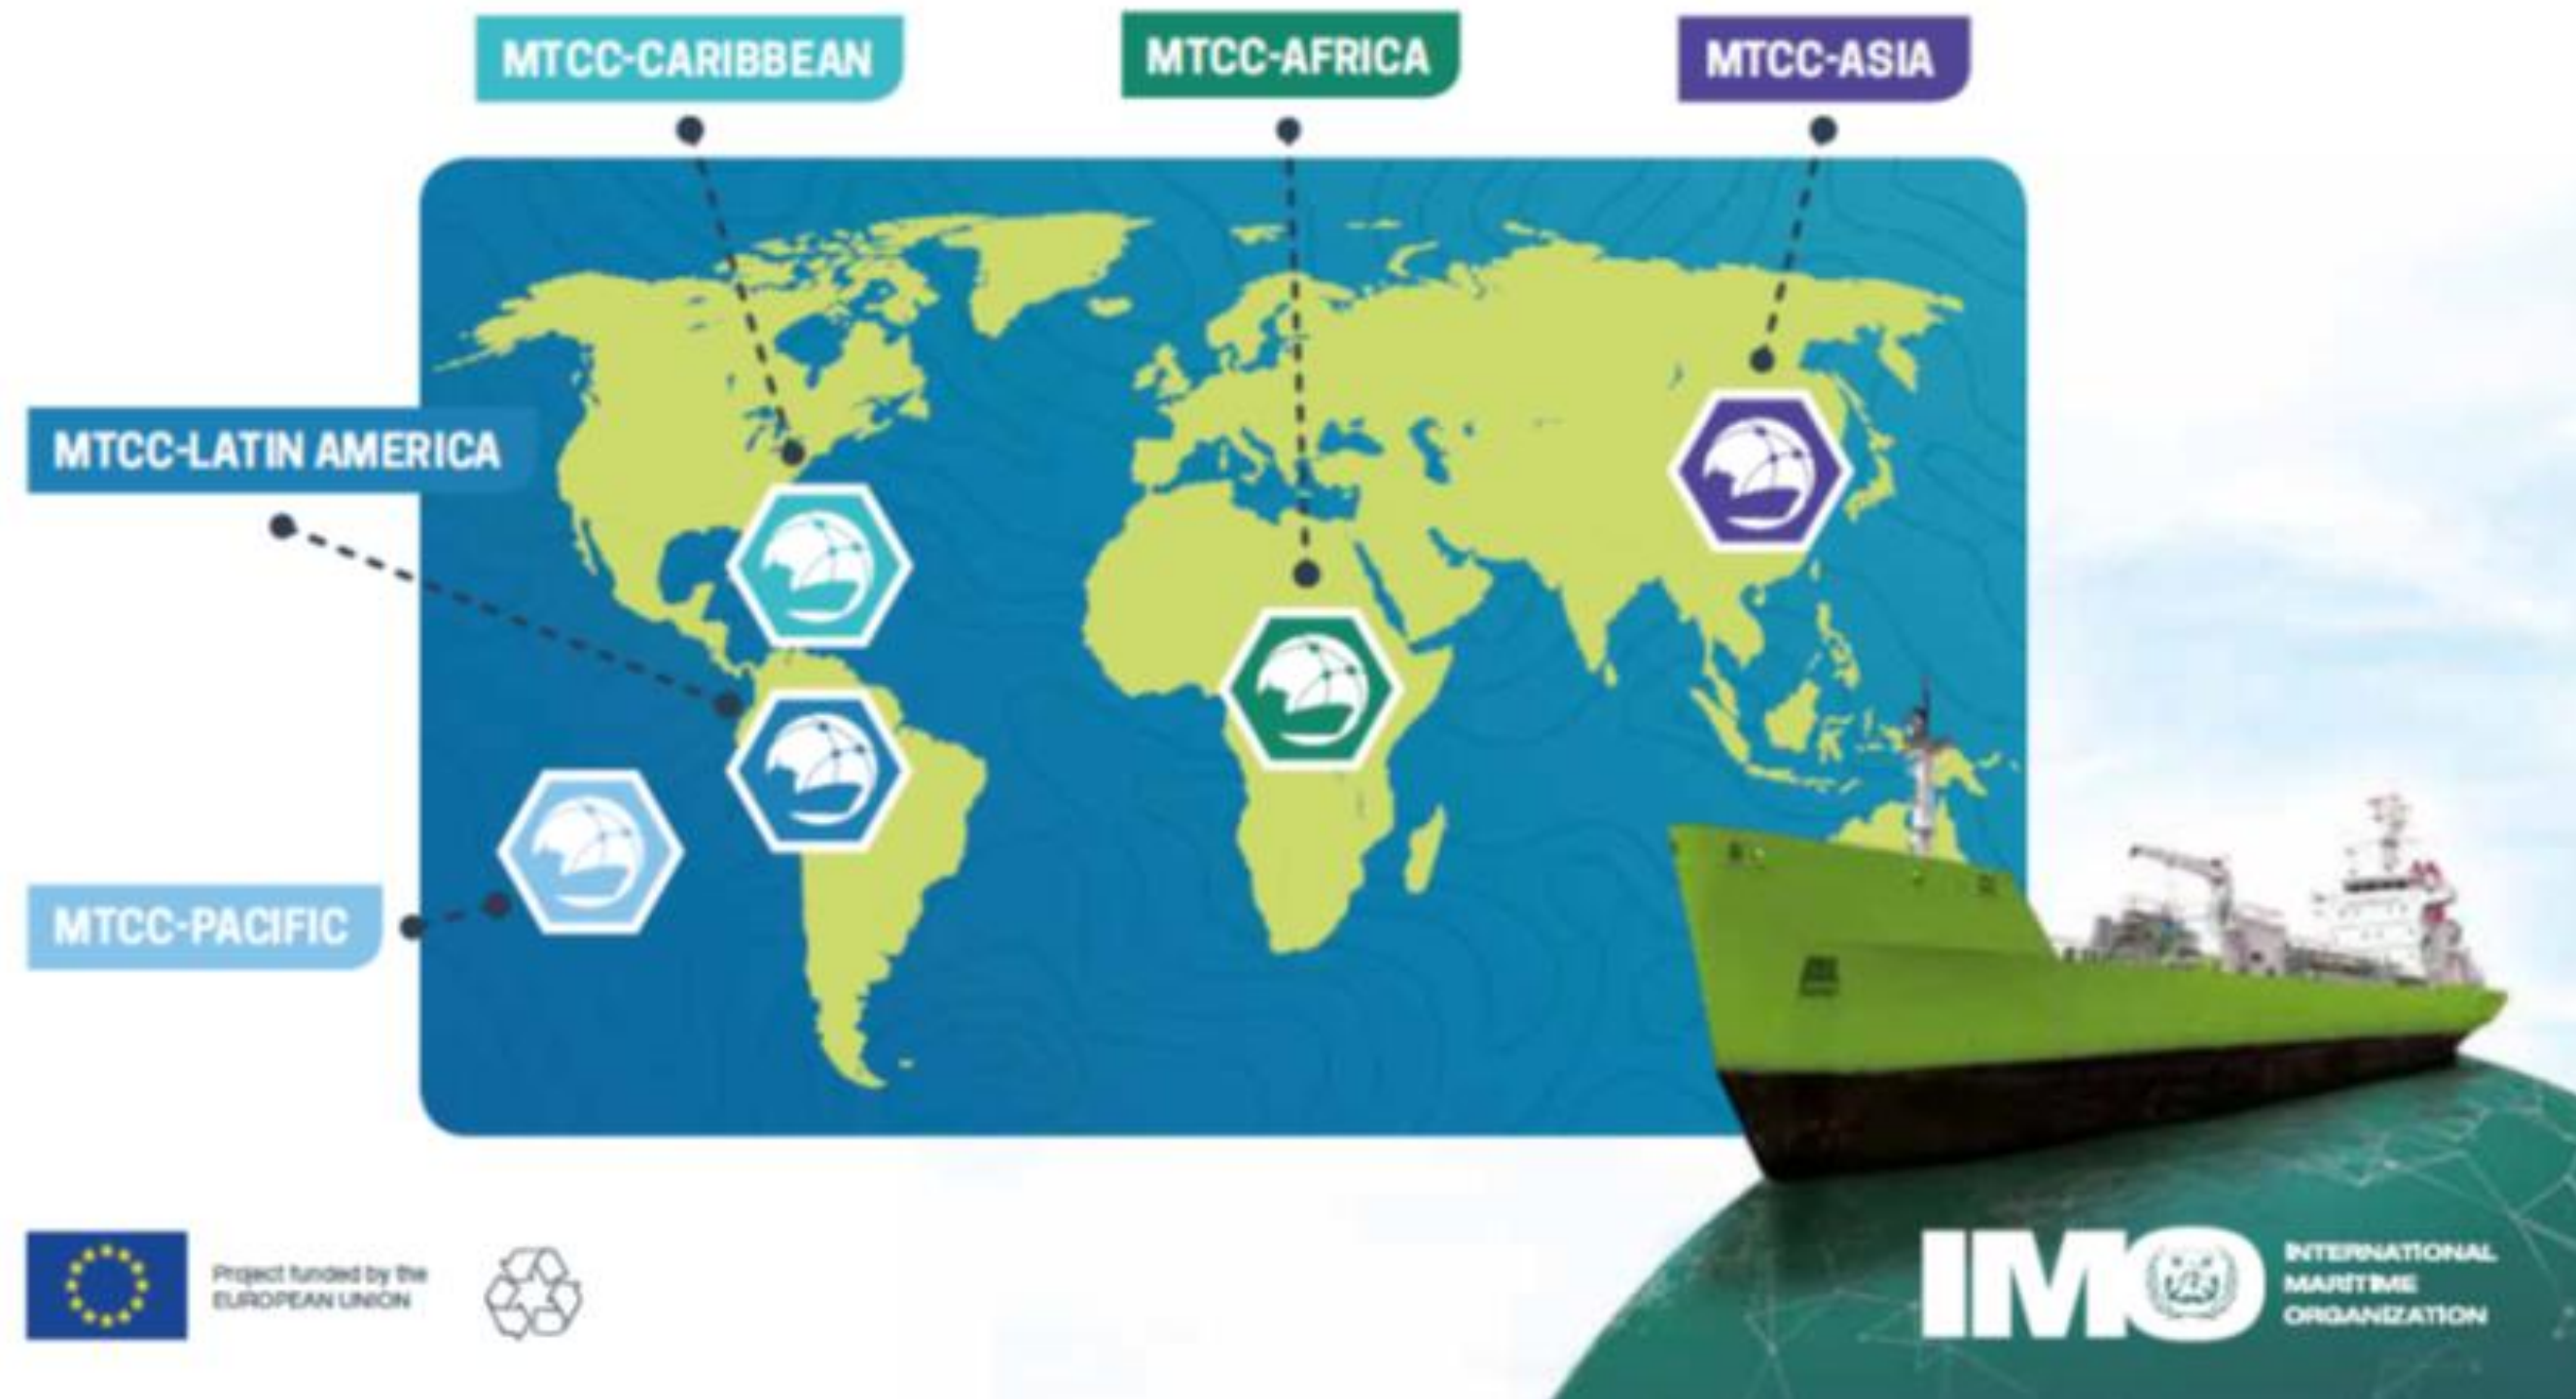 MTCC-CARIBBEAN
MTCC-AFRICA
MTCC-ASIA
MTCC-LATIN AMERICA
MTCC-PACIFIC
Project funded by the
EUROPEAN UNION
IMO
INTERNATIONAL
MARITIME
ORGANIZATION